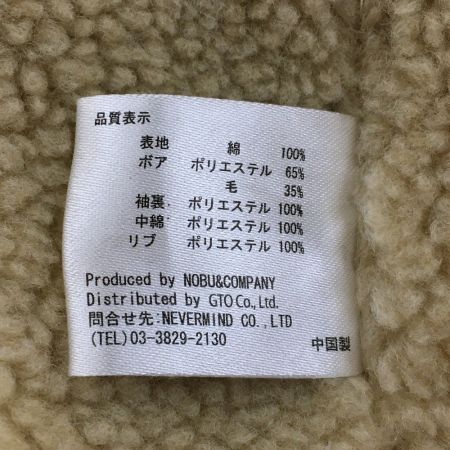 品質表示
表地 綿 100%
ボア ポリエステル 65%
毛 35%
袖裏 ポリエステル 100%
中綿 ポリエステル 100%
リブ ポリエステル 100%
Produced by NOBU&COMPANY
Distributed by GTO Co., Ltd.
問合せ先:NEVERMIND CO.,LTD
(TEL) 03-3829-2130
中国製